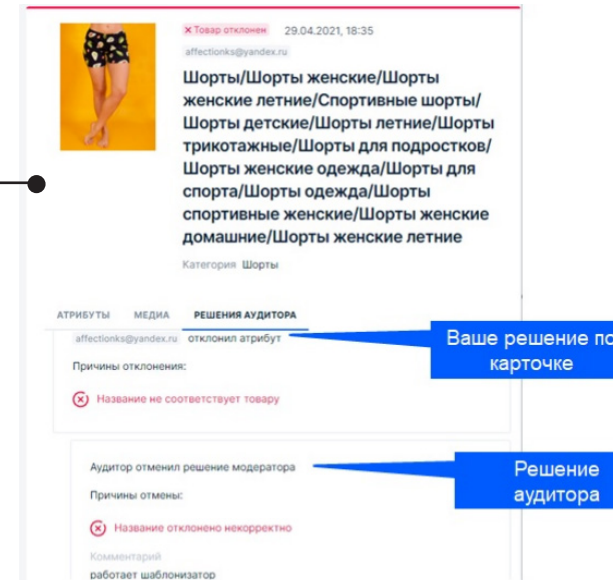 × Товар отклонен 29.04.2021, 18:35
affectionks@yandex.ru
Шорты/Шорты женские/Шорты
женские летние/Спортивные шорты/
Шорты детские/Шорты летние/Шорты
трикотажные/Шорты для подростков/
Шорты женские одежда/Шорты для
спорта/Шорты одежда/Шорты
спортивные женские/Шорты женские
домашние/Шорты женские летние
Категория Шорты
АТРИБУТЫ МЕДИА РЕШЕНИЯ АУДИТОРА
affectionks@yandex.ru отклонил атрибут
Ваше решение по
карточке
Причины отклонения:
Название не соответствует товару
Аудитор отменил решение модератора
Решение
аудитора
Причины отмены:
Название отклонено некорректно
Комментарий
работает шаблонизатор